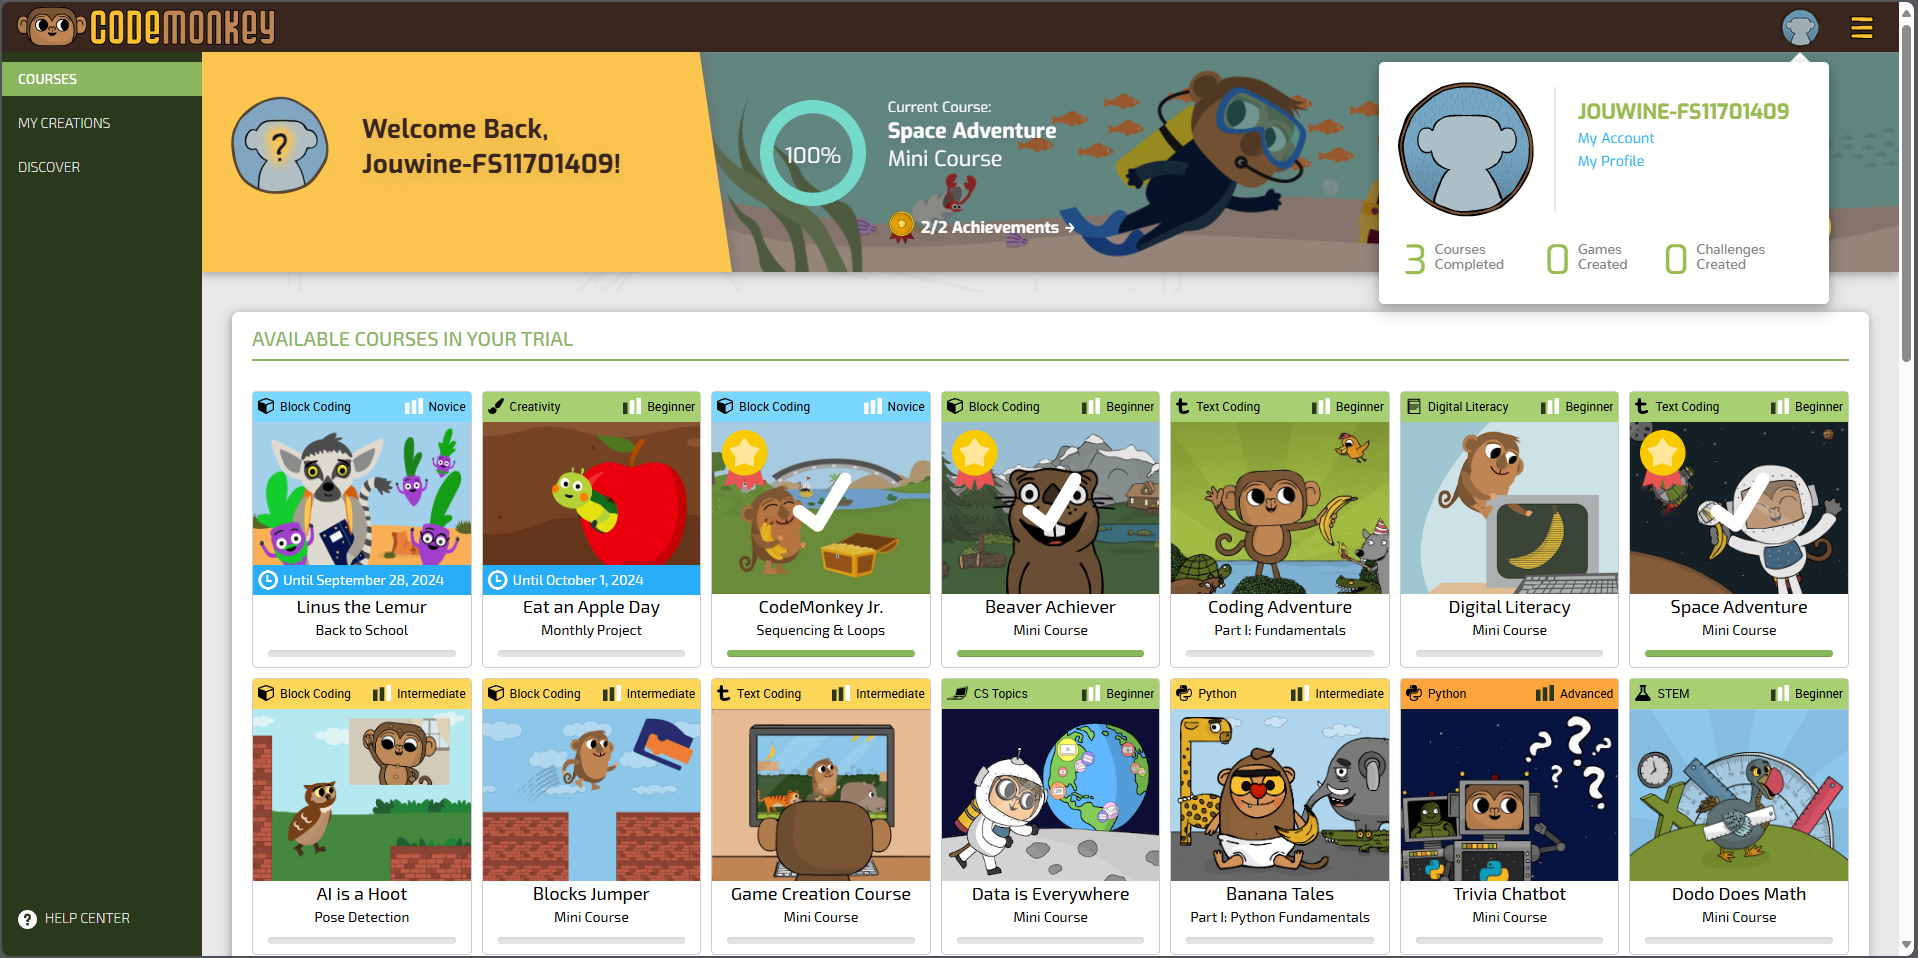 CODEMONKEY
COURSES
MY CREATIONS
DISCOVER
HELP CENTER
?
Welcome Back,
Jouwine-FS11701409!
100%
Current Course:
Space Adventure
Mini Course
2/2 Achievements →
JOUWINE-FS11701409
My Account
My Profile
3 Courses Completed
0 Games Created
0 Challenges Created
AVAILABLE COURSES IN YOUR TRIAL
Block Coding Novice
Until September 28, 2024
Linus the Lemur
Back to School
Creativity Beginner
Until October 1, 2024
Eat an Apple Day
Monthly Project
Block Coding Novice
CodeMonkey Jr.
Sequencing & Loops
Block Coding Beginner
Beaver Achiever
Mini Course
Text Coding Beginner
Coding Adventure
Part I: Fundamentals
Digital Literacy Beginner
Digital Literacy
Mini Course
Text Coding Beginner
Space Adventure
Mini Course
Block Coding Intermediate
AI is a Hoot
Pose Detection
Block Coding Intermediate
Blocks Jumper
Mini Course
Text Coding Intermediate
Game Creation Course
Mini Course
CS Topics Beginner
Data is Everywhere
Mini Course
Python Intermediate
Banana Tales
Part I: Python Fundamentals
Python Advanced
? ? ? ? ?
Trivia Chatbot
Mini Course
STEM Beginner
Dodo Does Math
Mini Course